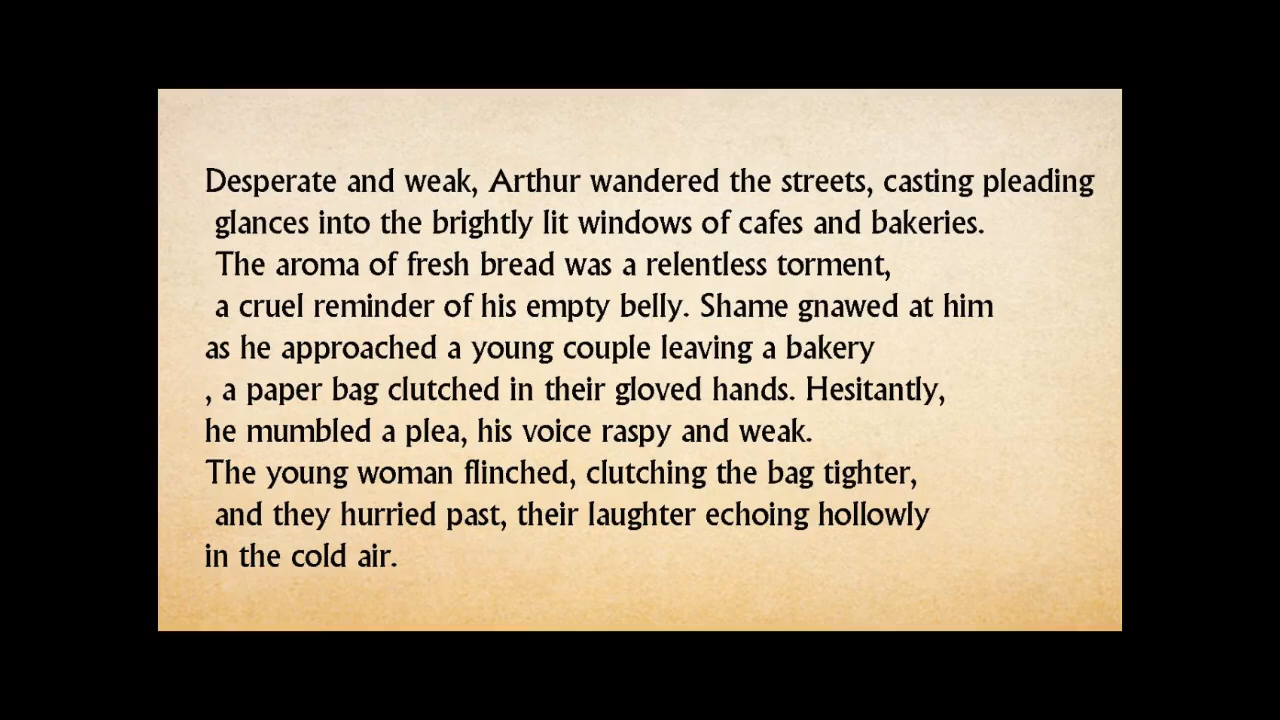 Desperate and weak, Arthur wandered the streets, casting pleading
glances into the brightly lit windows of cafes and bakeries.
The aroma of fresh bread was a relentless torment,
a cruel reminder of his empty belly. Shame gnawed at him
as he approached a young couple leaving a bakery
, a paper bag clutched in their gloved hands. Hesitantly,
he mumbled a plea, his voice raspy and weak.
The young woman flinched, clutching the bag tighter,
and they hurried past, their laughter echoing hollowly
in the cold air.